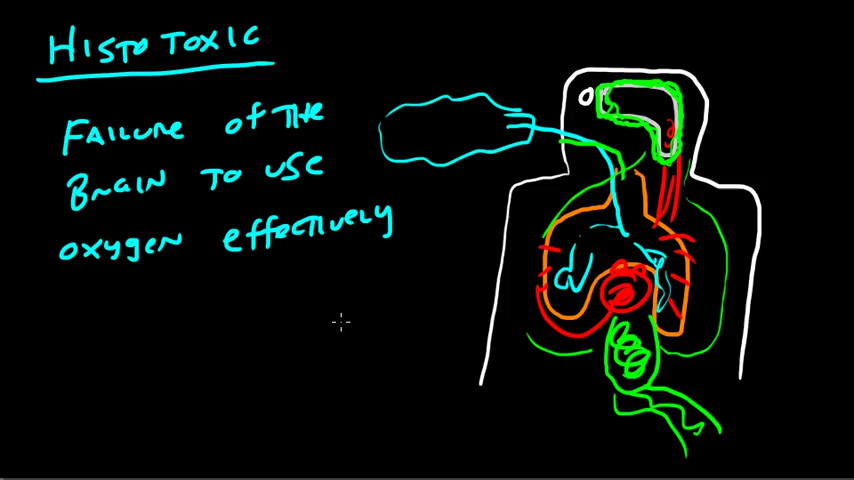 HISTOTOXIC
FAILURE of THE
BRAIN TO USE
OXYGEN effectively